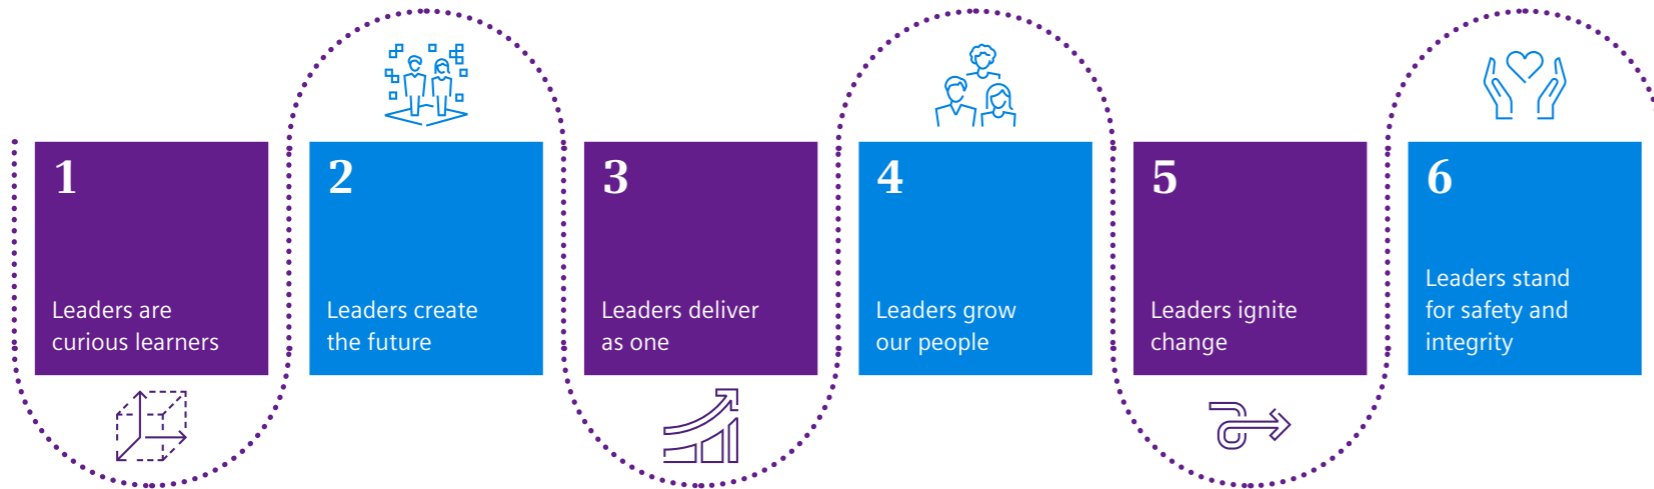 1
Leaders are
curious learners
2
Leaders create
the future
3
Leaders deliver
as one
4
Leaders grow
our people
5
Leaders ignite
change
6
Leaders stand
for safety and
integrity